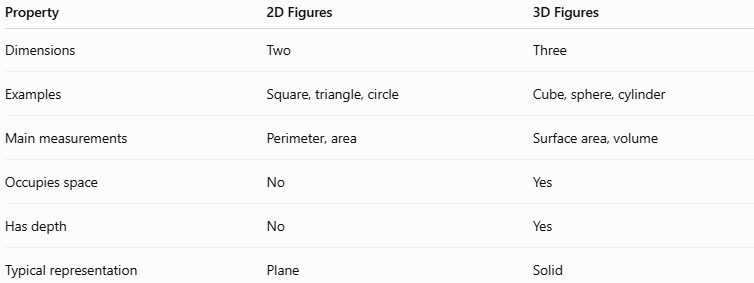 Property 2D Figures 3D Figures
Dimensions Two Three
Examples Square, triangle, circle Cube, sphere, cylinder
Main measurements Perimeter, area Surface area, volume
Occupies space No Yes
Has depth No Yes
Typical representation Plane Solid